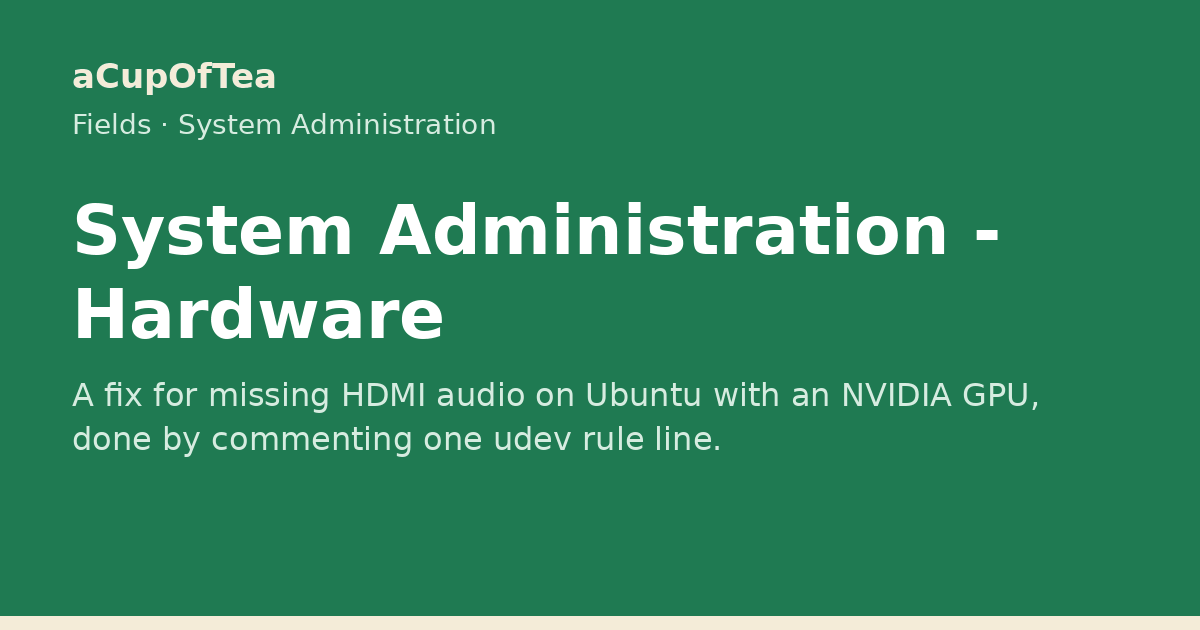 aCupOfTea
Fields · System Administration
System Administration -
Hardware
A fix for missing HDMI audio on Ubuntu with an NVIDIA GPU,
done by commenting one udev rule line.